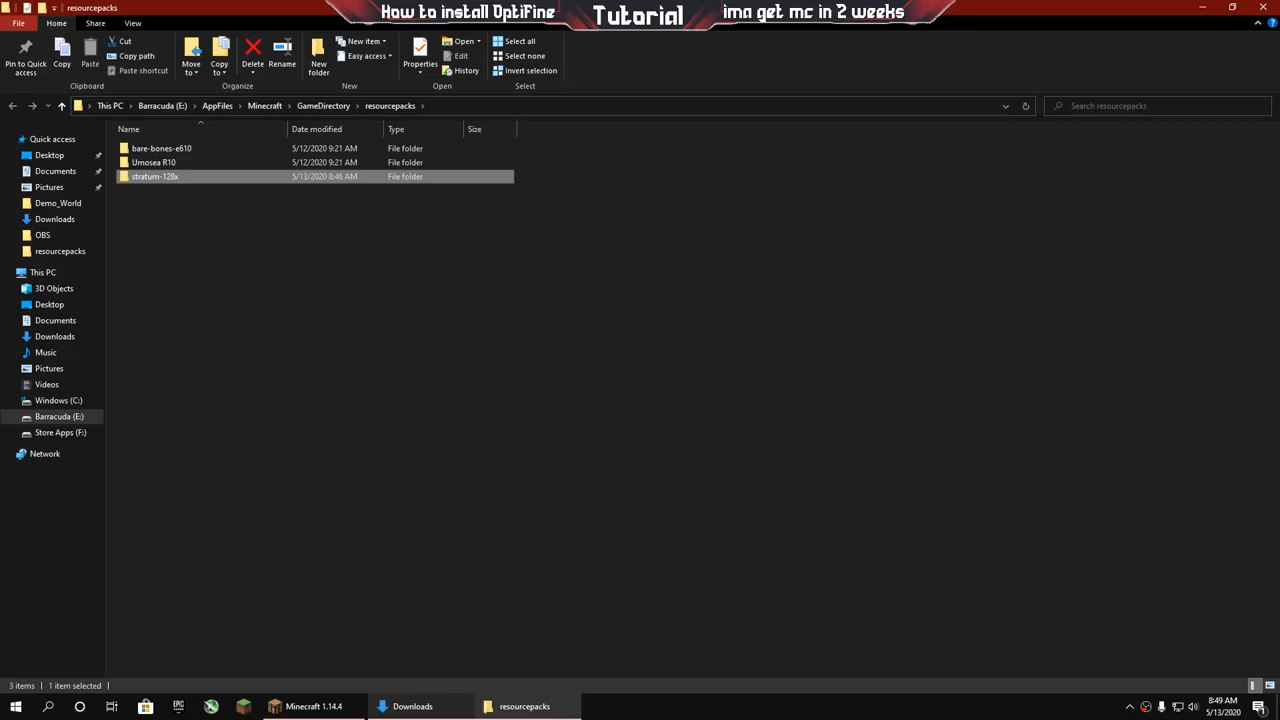 resourcepacks
How to install OptiFine
Tutorial
ima get mc in 2 weeks
File
Home
Share
View
Pin to Quick access
Copy
Paste
Cut
Copy path
Paste shortcut
Clipboard
Move to
Copy to
Delete
Rename
Organize
New folder
New item
Easy access
New
Properties
Open
Edit
History
Open
Select all
Select none
Invert selection
Select
This PC > Barracuda (E:) > AppFiles > Minecraft > GameDirectory > resourcepacks >
Search resourcepacks
Name Date modified Type Size
bare-bones-e610 5/12/2020 9:21 AM File folder
Umosea R10 5/12/2020 9:21 AM File folder
stratum-128x 5/13/2020 8:46 AM File folder
Quick access
Desktop
Documents
Pictures
Demo_World
Downloads
OBS
resourcepacks
This PC
3D Objects
Desktop
Documents
Downloads
Music
Pictures
Videos
Windows (C:)
Barracuda (E:)
Store Apps (F:)
Network
3 items 1 item selected
EPIC
Minecraft 1.14.4
Downloads
resourcepacks
8:49 AM
5/13/2020